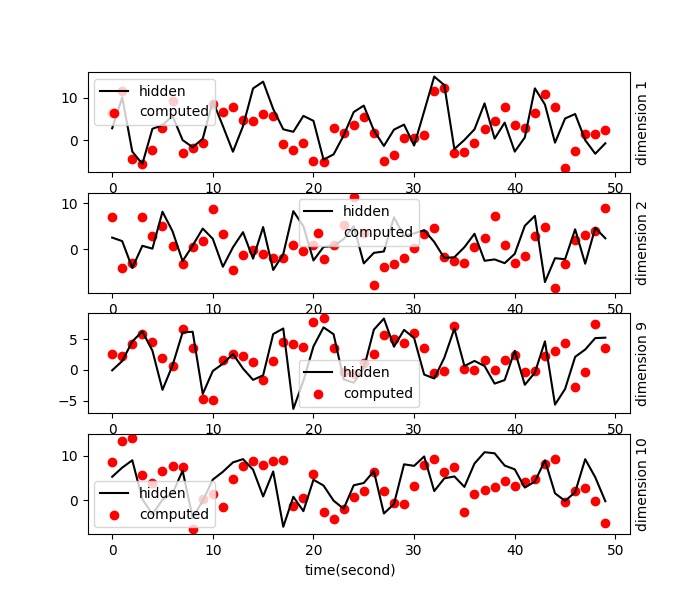 10
0
hidden
computed
dimension 1
0 10 20 30 40 50
10
0
hidden
computed
dimension 2
0 10 20 30 40 50
5
0
−5
hidden
computed
dimension 9
0 10 20 30 40 50
10
0
hidden
computed
dimension 10
0 10 20 30 40 50
time(second)